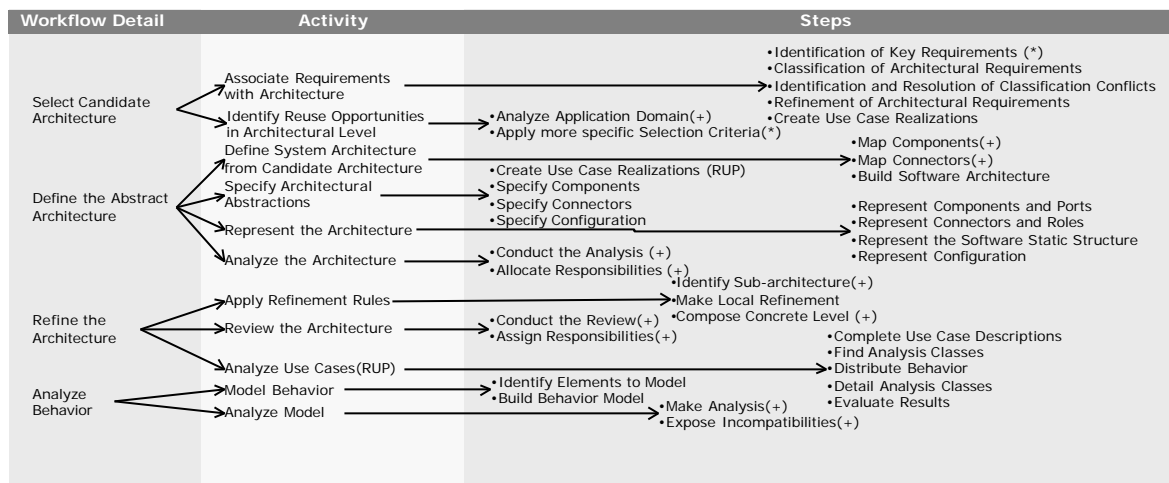 Workflow Detail
Activity
Steps
Select Candidate
Architecture
Associate Requirements
with Architecture
•Identification of Key Requirements (*)
•Classification of Architectural Requirements
•Identification and Resolution of Classification Conflicts
•Refinement of Architectural Requirements
•Create Use Case Realizations
Identify Reuse Opportunities
in Architectural Level
•Analyze Application Domain(+)
•Apply more specific Selection Criteria(*)
Define the Abstract
Architecture
Define System Architecture
from Candidate Architecture
•Map Components(+)
•Map Connectors(+)
•Build Software Architecture
Specify Architectural
Abstractions
•Create Use Case Realizations (RUP)
•Specify Components
•Specify Connectors
•Specify Configuration
Represent the Architecture
•Represent Components and Ports
•Represent Connectors and Roles
•Represent the Software Static Structure
•Represent Configuration
Analyze the Architecture
•Conduct the Analysis (+)
•Allocate Responsibilities (+)
Refine the
Architecture
Apply Refinement Rules
•Identify Sub-architecture(+)
•Make Local Refinement
•Compose Concrete Level (+)
Review the Architecture
•Conduct the Review(+)
•Assign Responsibilities(+)
Analyze Use Cases(RUP)
•Complete Use Case Descriptions
•Find Analysis Classes
•Distribute Behavior
•Detail Analysis Classes
•Evaluate Results
Analyze
Behavior
Model Behavior
•Identify Elements to Model
•Build Behavior Model
Analyze Model
•Make Analysis(+)
•Expose Incompatibilities(+)